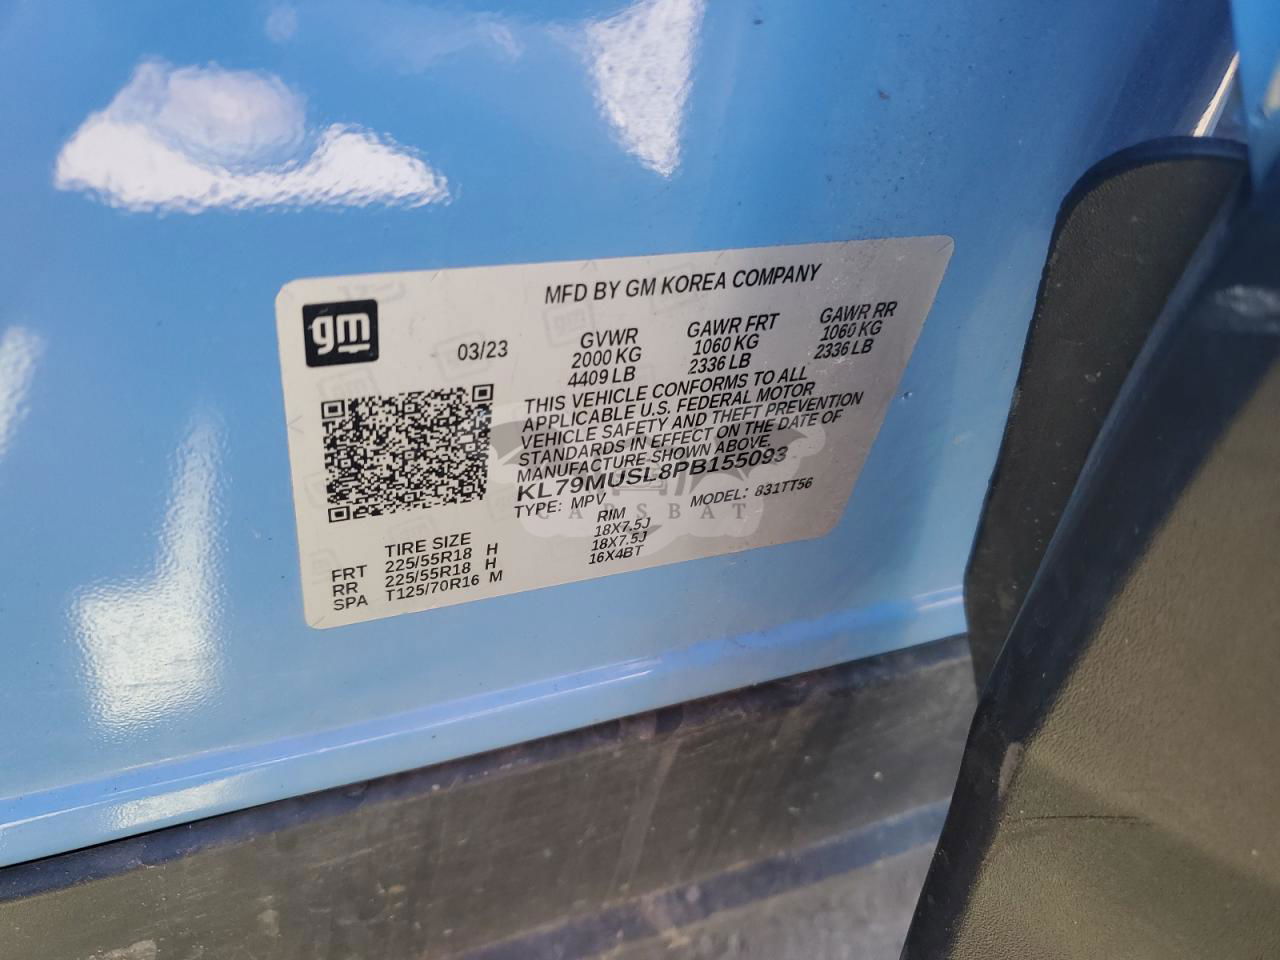 MFD BY GM KOREA COMPANY
gm
03/23
GVWR
2000 KG
4409 LB
GAWR FRT
1060 KG
2336 LB
GAWR RR
1060 KG
2336 LB
THIS VEHICLE CONFORMS TO ALL
APPLICABLE U.S. FEDERAL MOTOR
VEHICLE SAFETY AND THEFT PREVENTION
STANDARDS IN EFFECT ON THE DATE OF
MANUFACTURE SHOWN ABOVE.
KL79MUSL8PB155093
TYPE: MPV MODEL: 831TT56
CARSBAT
TIRE SIZE RIM
FRT 225/55R18 H 18X7.5J
RR 225/55R18 H 18X7.5J
SPA T125/70R16 M 16X4BT